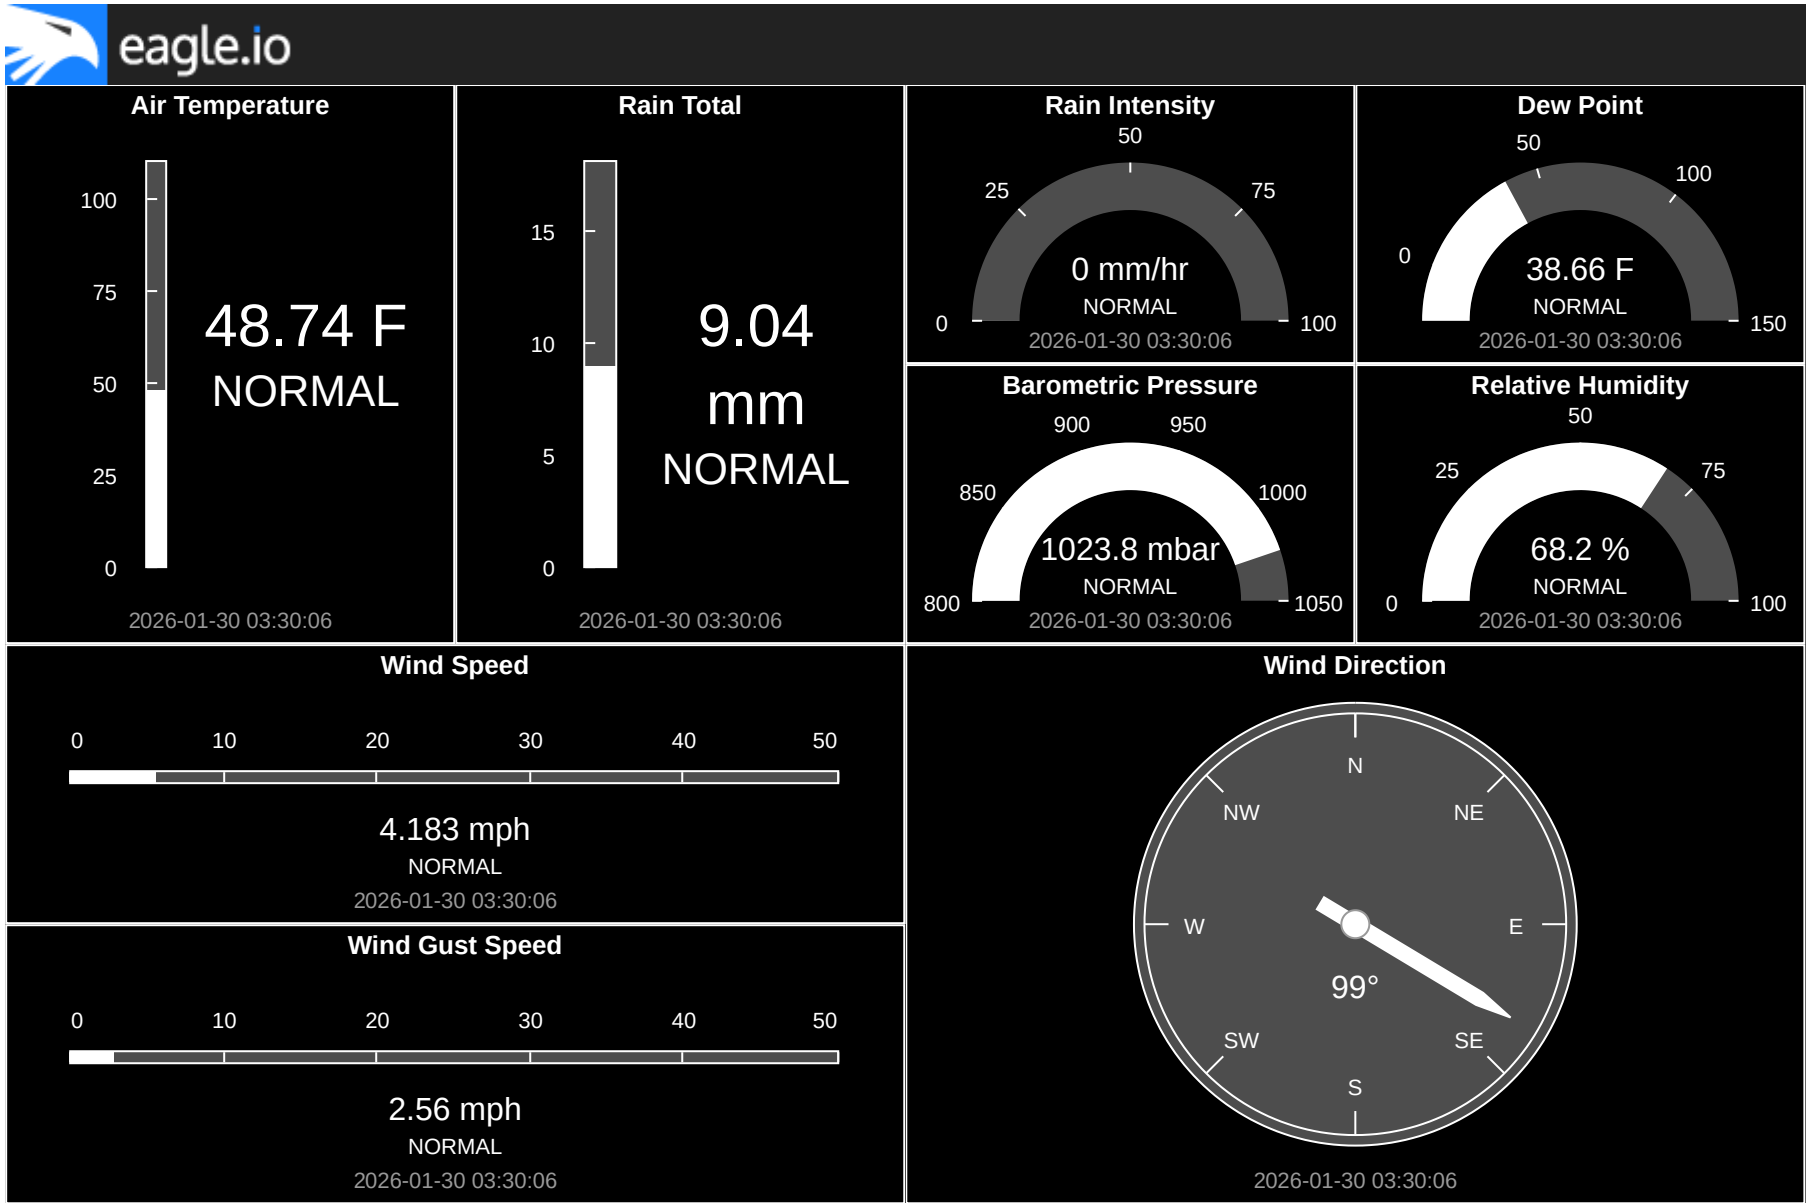 eagle.io
Air Temperature
100
75
50
25
0
48.74 F
NORMAL
2026-01-30 03:30:06
Rain Total
15
10
5
0
9.04
mm
NORMAL
2026-01-30 03:30:06
Rain Intensity
0
25
50
75
100
0 mm/hr
NORMAL
2026-01-30 03:30:06
Dew Point
0
50
100
150
38.66 F
NORMAL
2026-01-30 03:30:06
Barometric Pressure
800
850
900
950
1000
1050
1023.8 mbar
NORMAL
2026-01-30 03:30:06
Relative Humidity
0
25
50
75
100
68.2 %
NORMAL
2026-01-30 03:30:06
Wind Speed
0 10 20 30 40 50
4.183 mph
NORMAL
2026-01-30 03:30:06
Wind Gust Speed
0 10 20 30 40 50
2.56 mph
NORMAL
2026-01-30 03:30:06
Wind Direction
N
NW NE
W E
99°
SW SE
S
2026-01-30 03:30:06